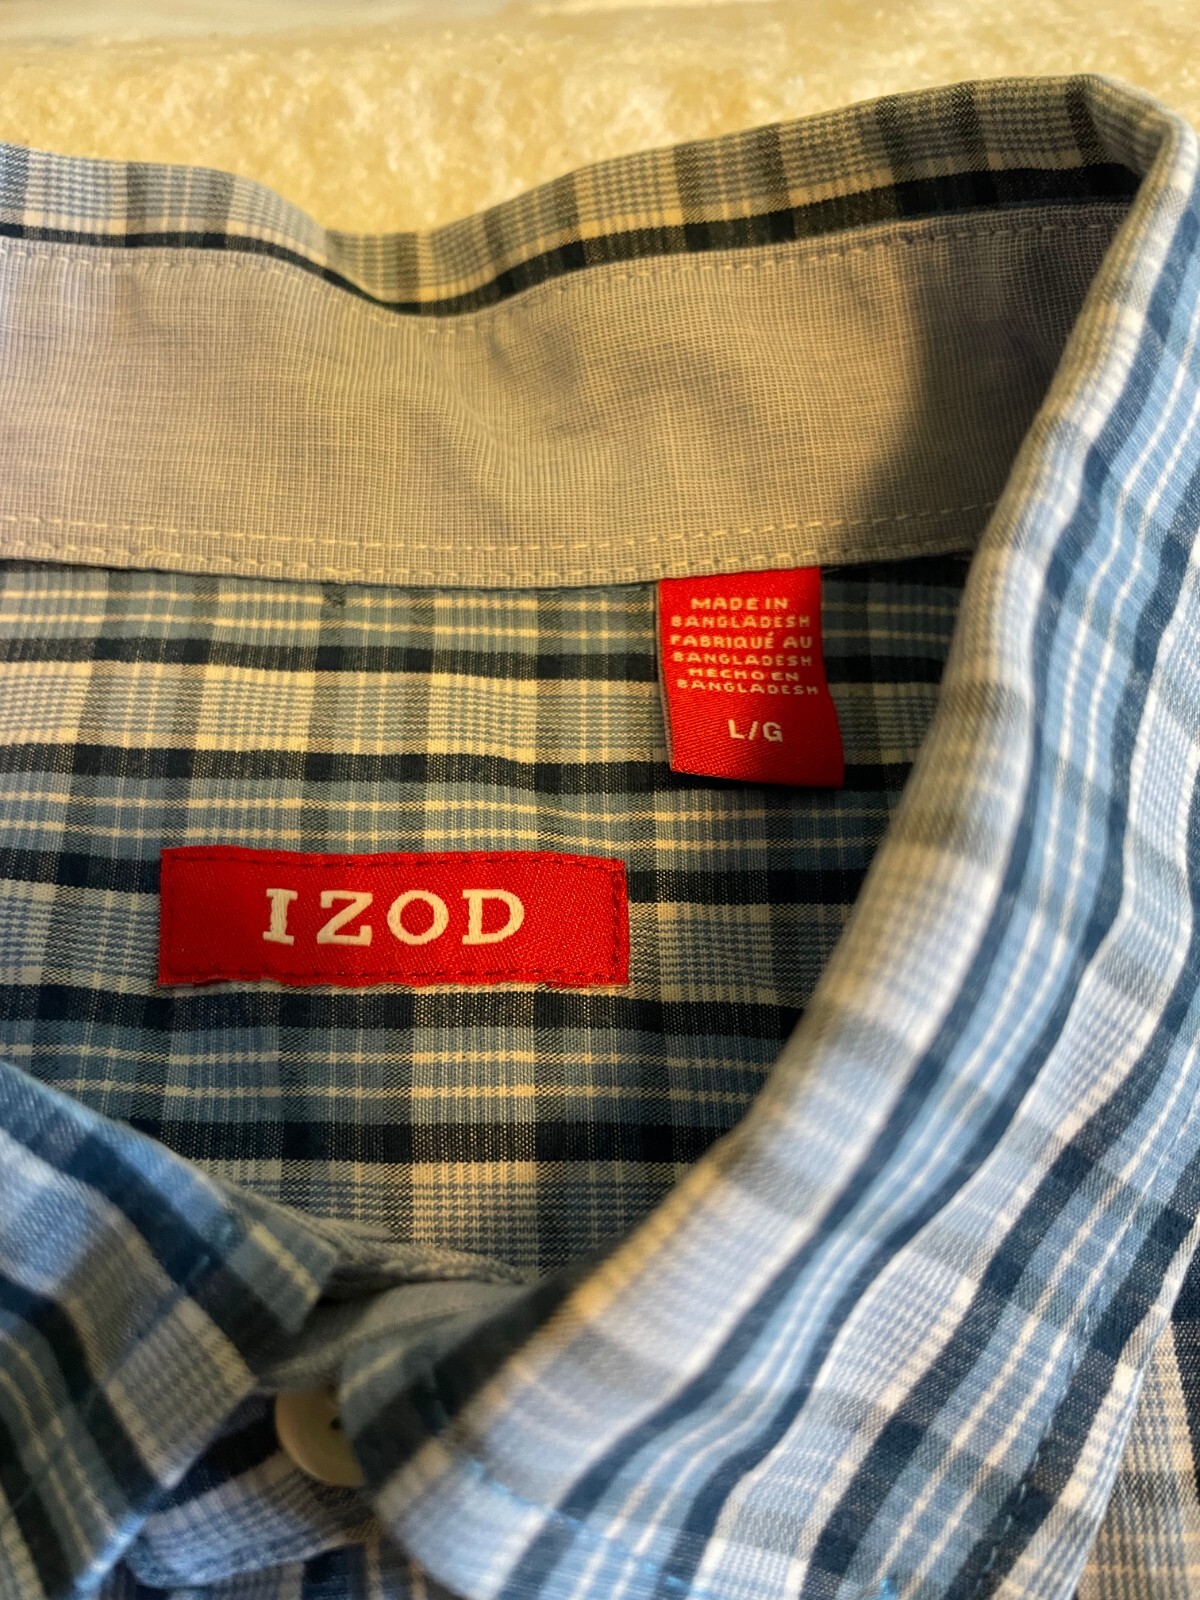 MADE IN
BANGLADESH
FABRIQUÉ AU
BANGLADESH
HECHO EN
BANGLADESH
L/G
IZOD